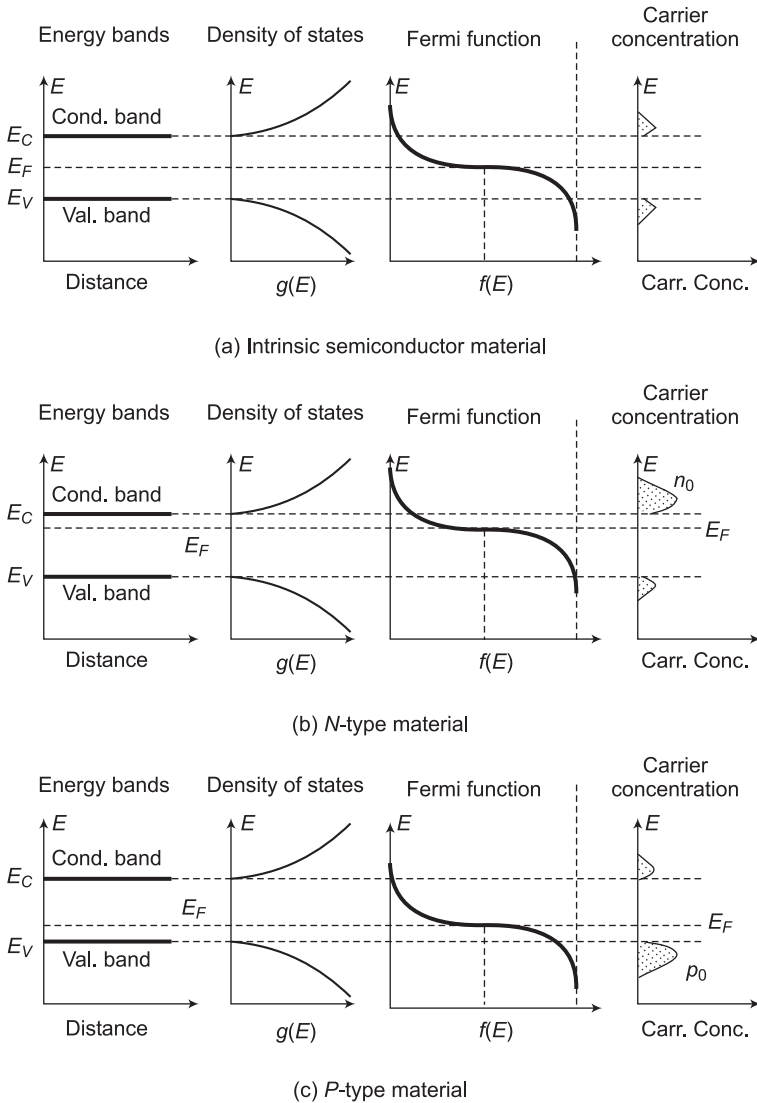 Energy bands Density of states Fermi function Carrier concentration
E E E E
Cond. band
E_C
E_F
E_V
Val. band
Distance g(E) f(E) Carr. Conc.
(a) Intrinsic semiconductor material
Energy bands Density of states Fermi function Carrier concentration
E E E E
n_0
Cond. band
E_C
E_F E_F
E_V
Val. band
Distance g(E) f(E) Carr. Conc.
(b) N-type material
Energy bands Density of states Fermi function Carrier concentration
E E E E
Cond. band
E_C
E_F E_F
E_V
Val. band
p_0
Distance g(E) f(E) Carr. Conc.
(c) P-type material